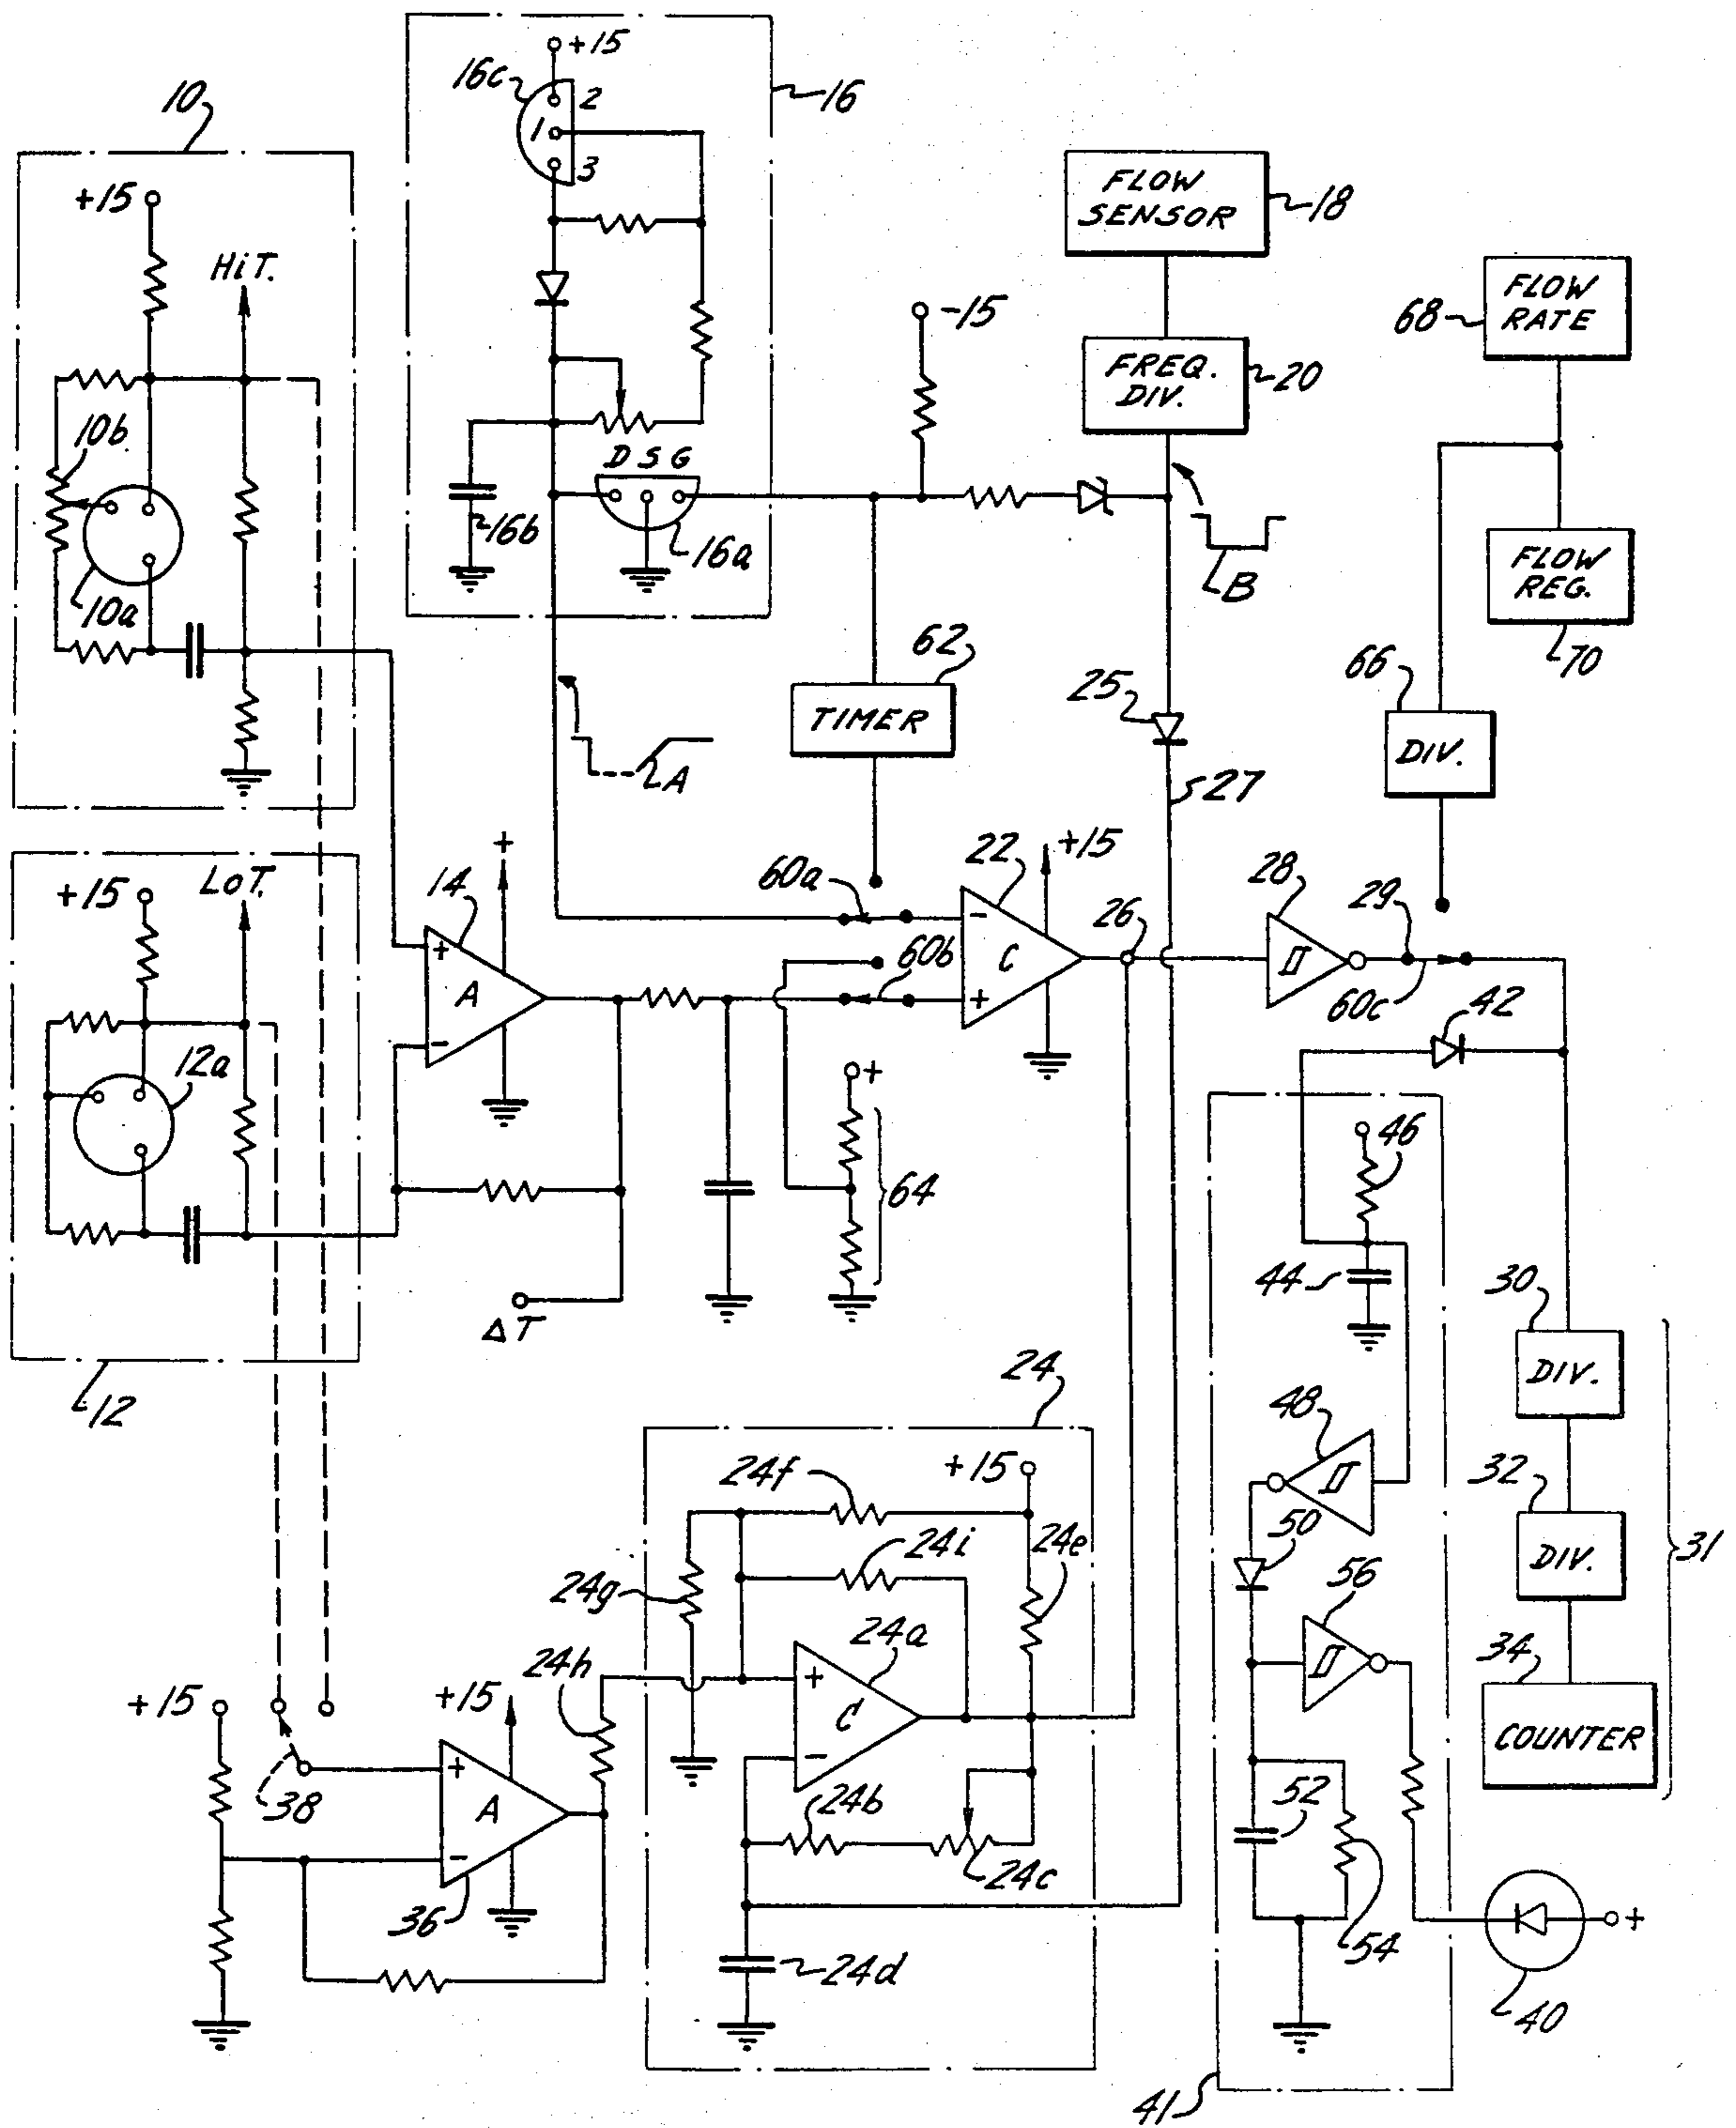 +15
16c
2
1
3
16
10
+15
HiT.
FLOW
SENSOR
18
-15
FLOW
RATE
68
FREQ.
DIV.
20
10b
D S G
16b
16a
B
10a
FLOW
REG.
70
62
66
25
TIMER
DIV.
A
27
+
22
+15
60a
28
14
29
+15
LoT.
26
+
A
-
-
C
+
60b
60c
42
12a
+
46
64
44
30
ΔT
DIV.
24
12
48
24f
+15
32
50
24i
24e
31
24g
DIV.
56
24a
24h
34
+15
+15
+
C
-
COUNTER
38
+
A
-
24b
52
24c
36
54
+
24d
40
41